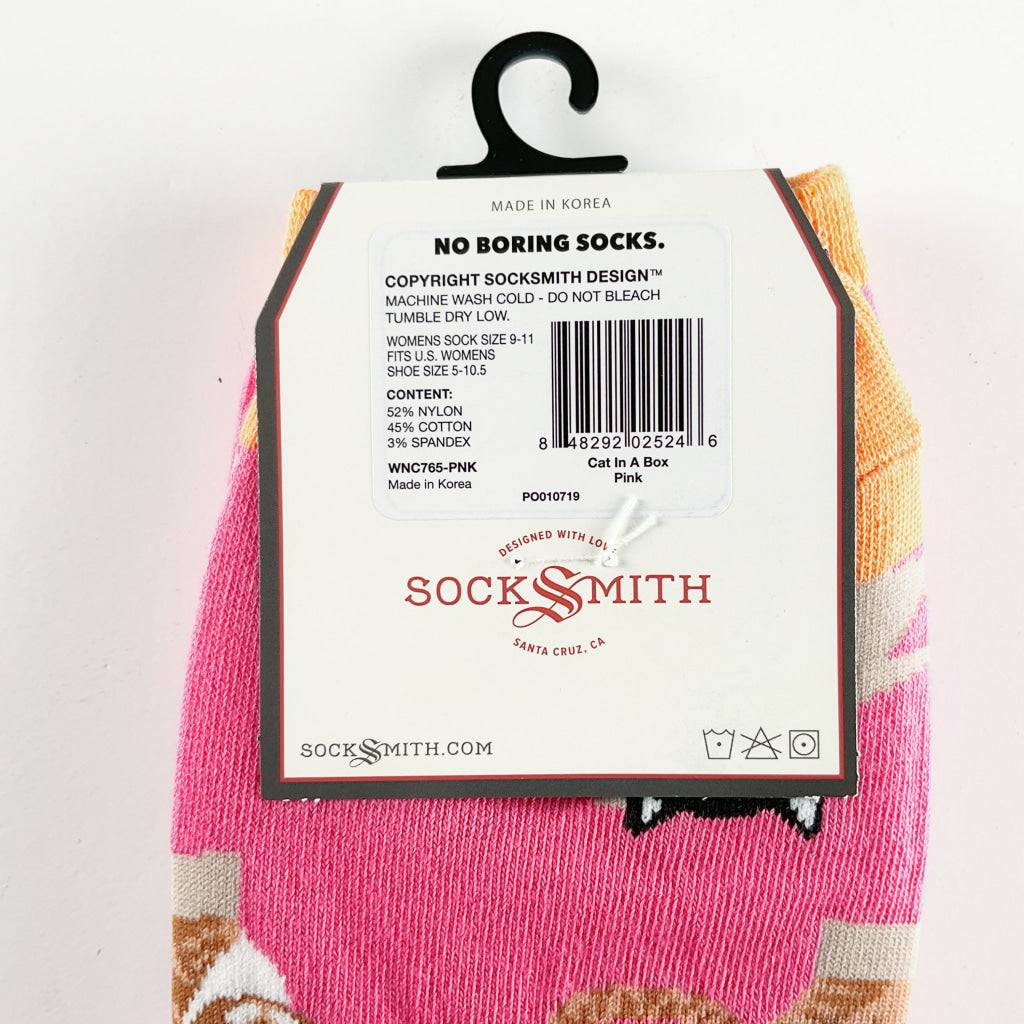 MADE IN KOREA
NO BORING SOCKS.
COPYRIGHT SOCKSMITH DESIGN™
MACHINE WASH COLD - DO NOT BLEACH
TUMBLE DRY LOW.
WOMENS SOCK SIZE 9-11
FITS U.S. WOMENS
SHOE SIZE 5-10.5
CONTENT:
52% NYLON
45% COTTON
3% SPANDEX
WNC765-PNK
Made in Korea
8 48292 02524 6
Cat In A Box
Pink
PO010719
DESIGNED WITH LOVE
SOCKSMITH
SANTA CRUZ, CA
SOCKSMITH.COM